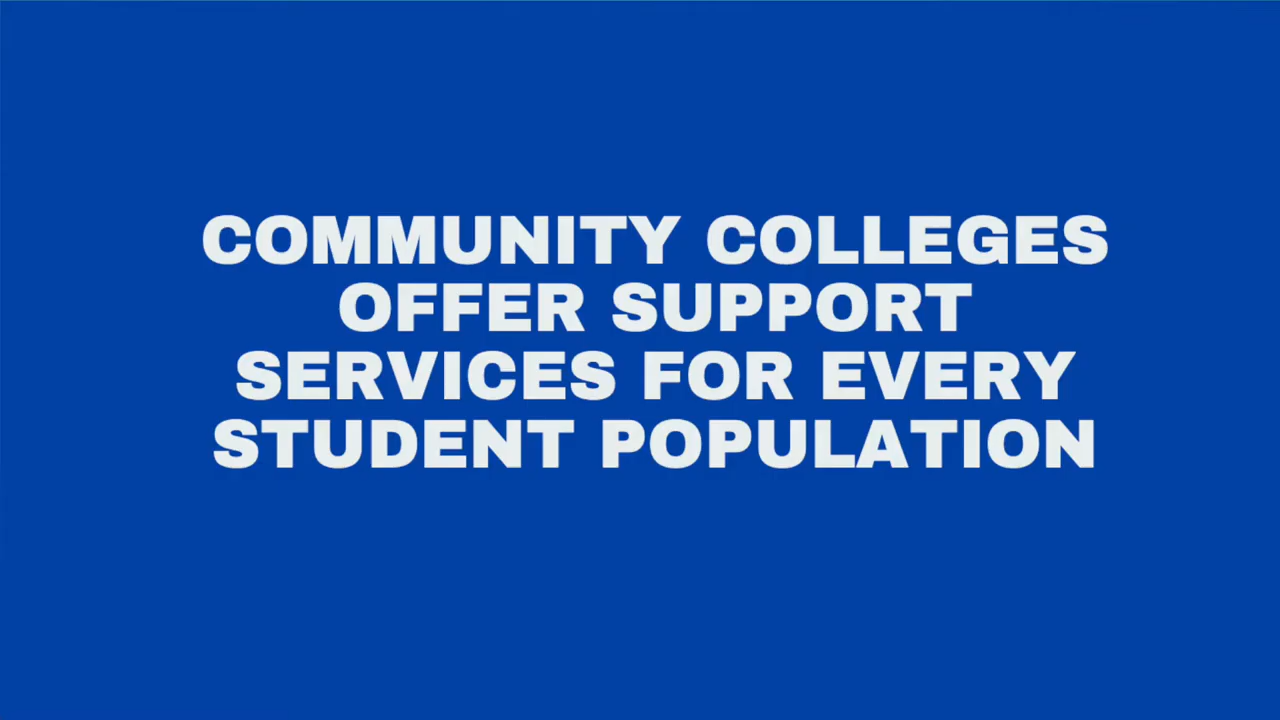 COMMUNITY COLLEGES
OFFER SUPPORT
SERVICES FOR EVERY
STUDENT POPULATION